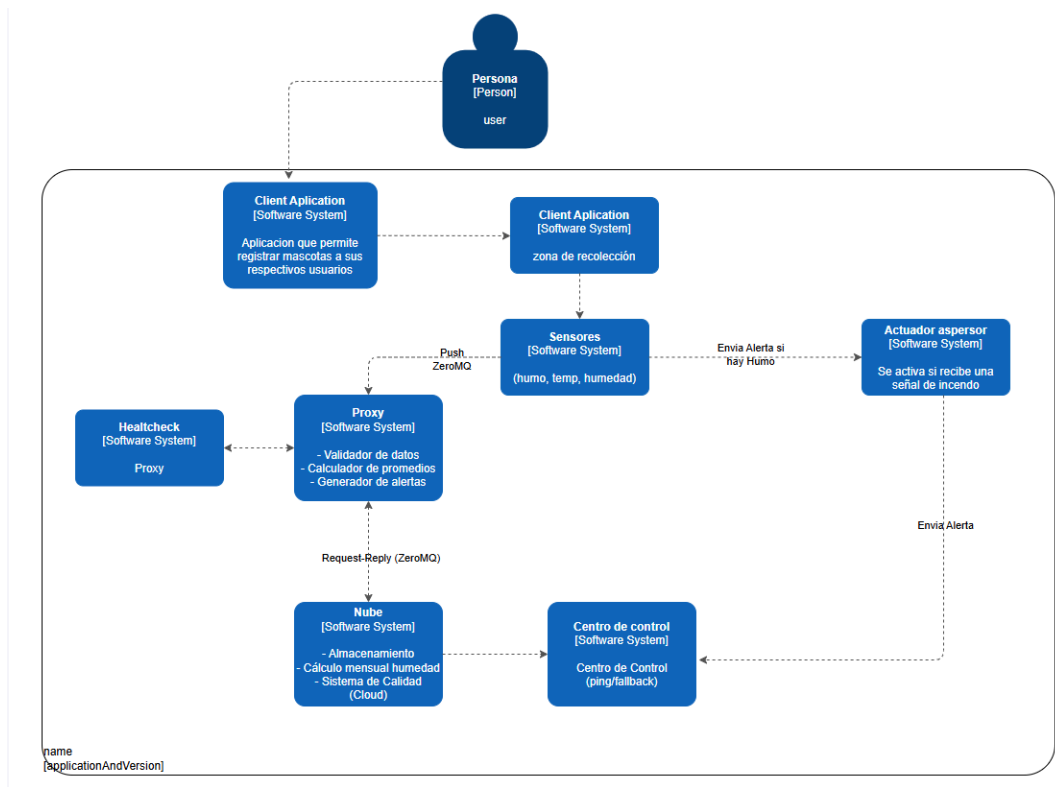 Persona
[Person]
user
Client Aplication
[Software System]
Aplicacion que permite
registrar mascotas a sus
respectivos usuarios
Client Aplication
[Software System]
zona de recolección
Sensores
[Software System]
(humo, temp, humedad)
Envia Alerta si
hay Humo
Actuador aspersor
[Software System]
Se activa si recibe una
señal de incendo
Push
ZeroMQ
Proxy
[Software System]
- Validador de datos
- Calculador de promedios
- Generador de alertas
Healtcheck
[Software System]
Proxy
Envia Alerta
Request-Reply (ZeroMQ)
Nube
[Software System]
- Almacenamiento
- Cálculo mensual humedad
- Sistema de Calidad
(Cloud)
Centro de control
[Software System]
Centro de Control
(ping/fallback)
name
[applicationAndVersion]